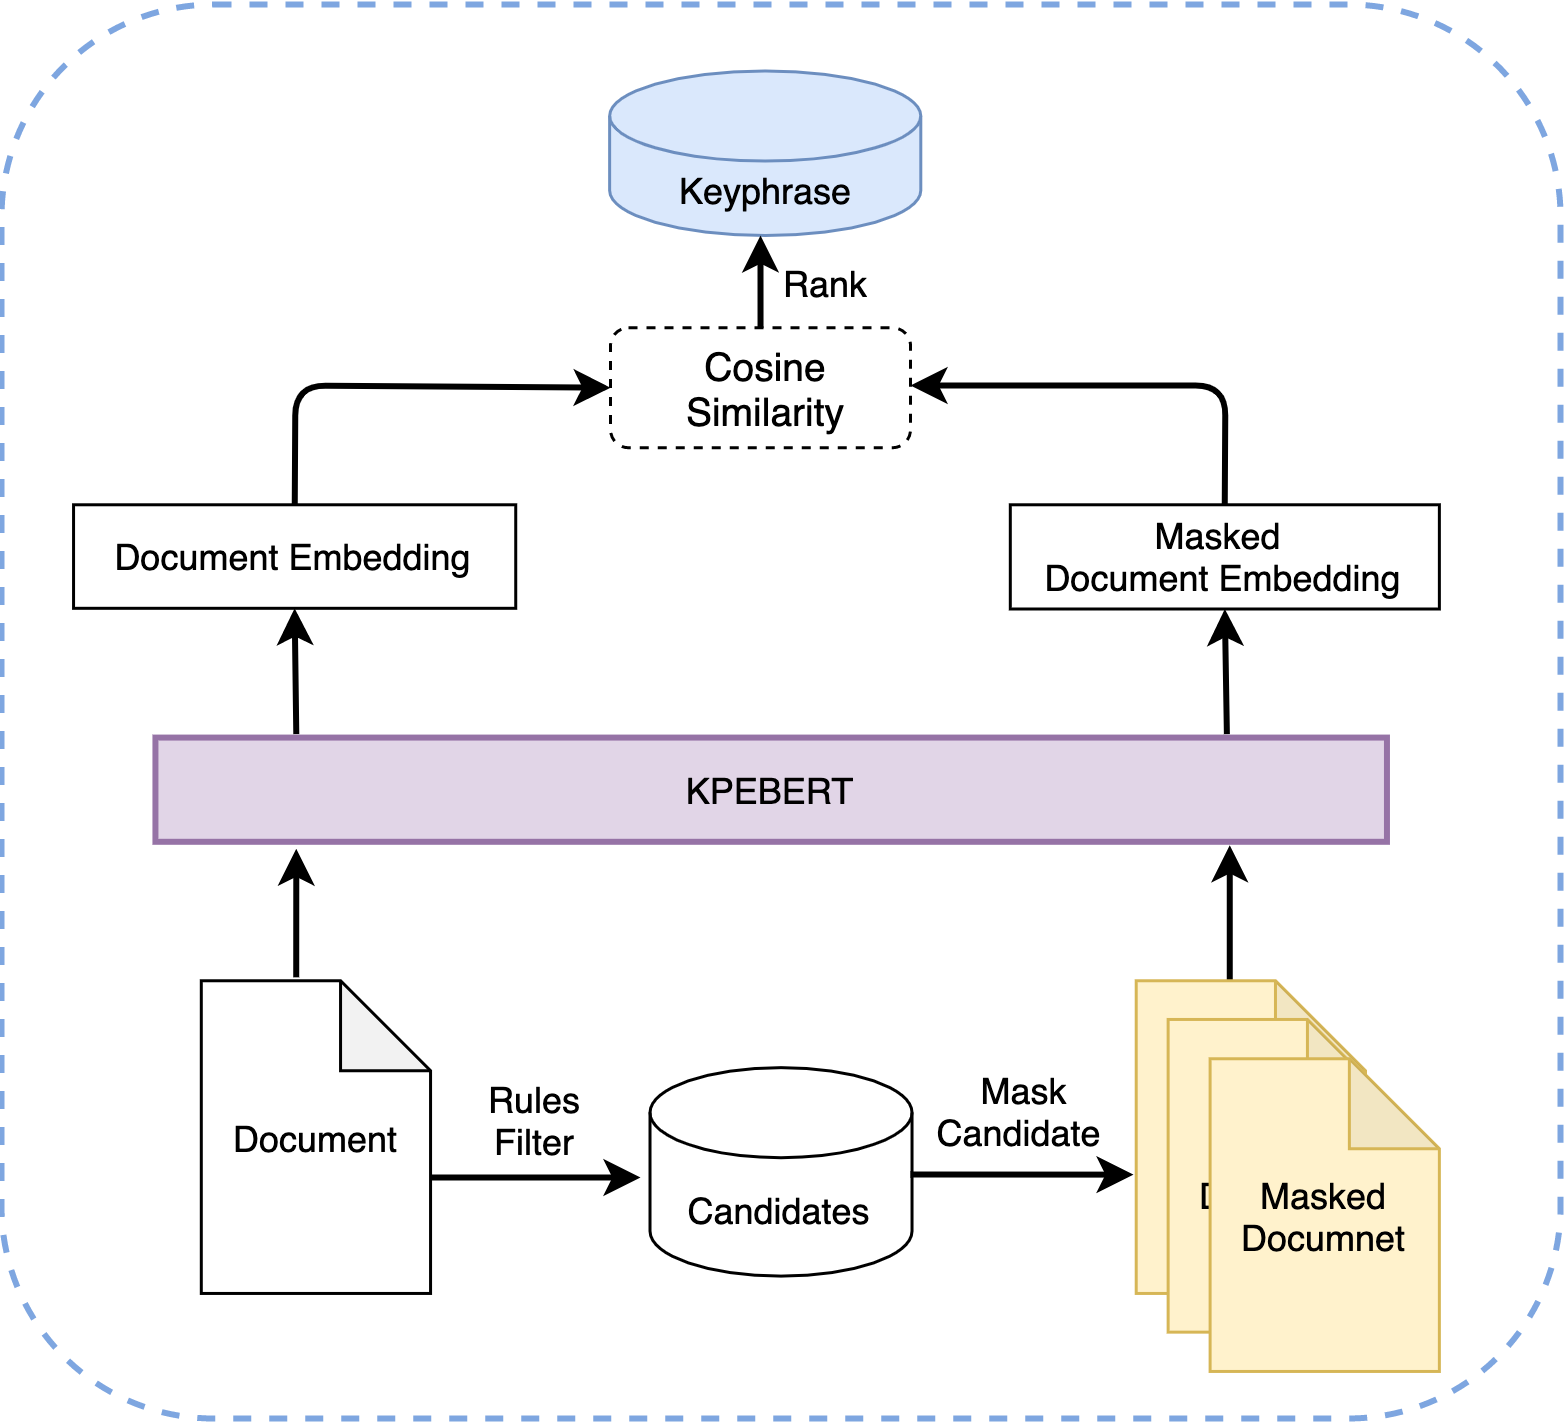 Keyphrase
Rank
Cosine
Similarity
Document Embedding
Masked
Document Embedding
KPEBERT
Document
Rules
Filter
Candidates
Mask
Candidate
Masked
Documnet